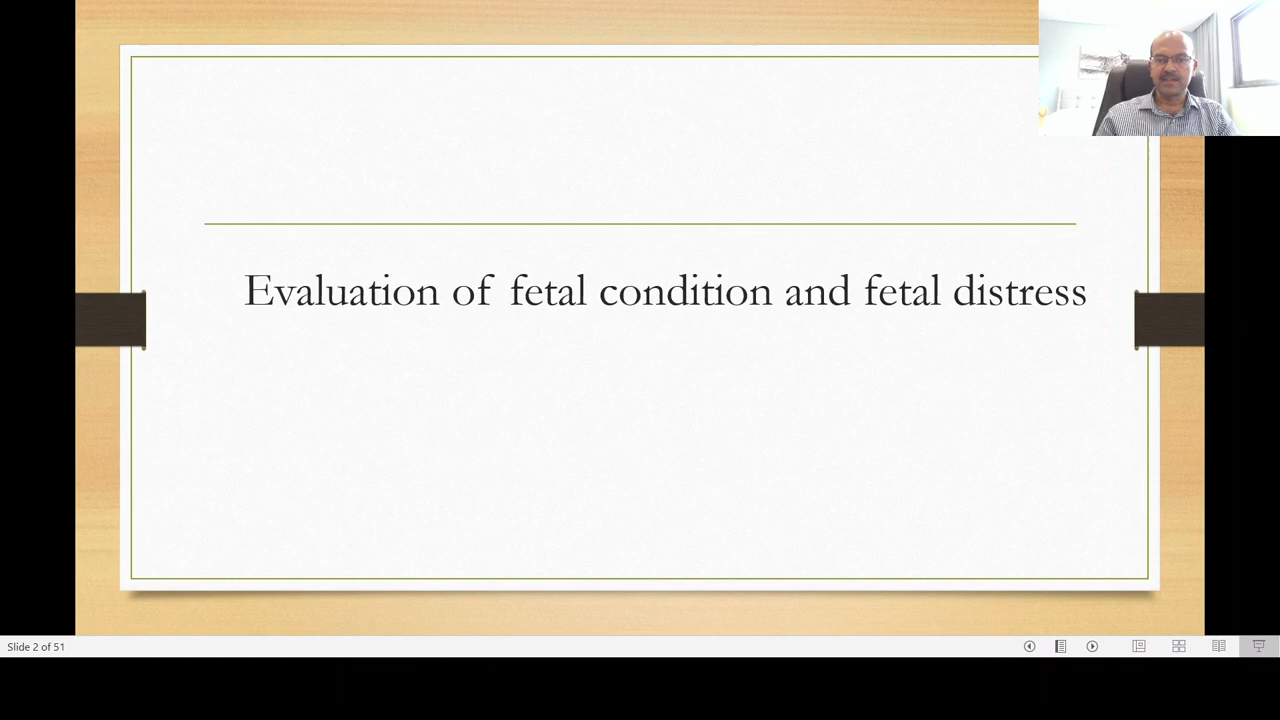 Evaluation of fetal condition and fetal distress
Slide 2 of 51